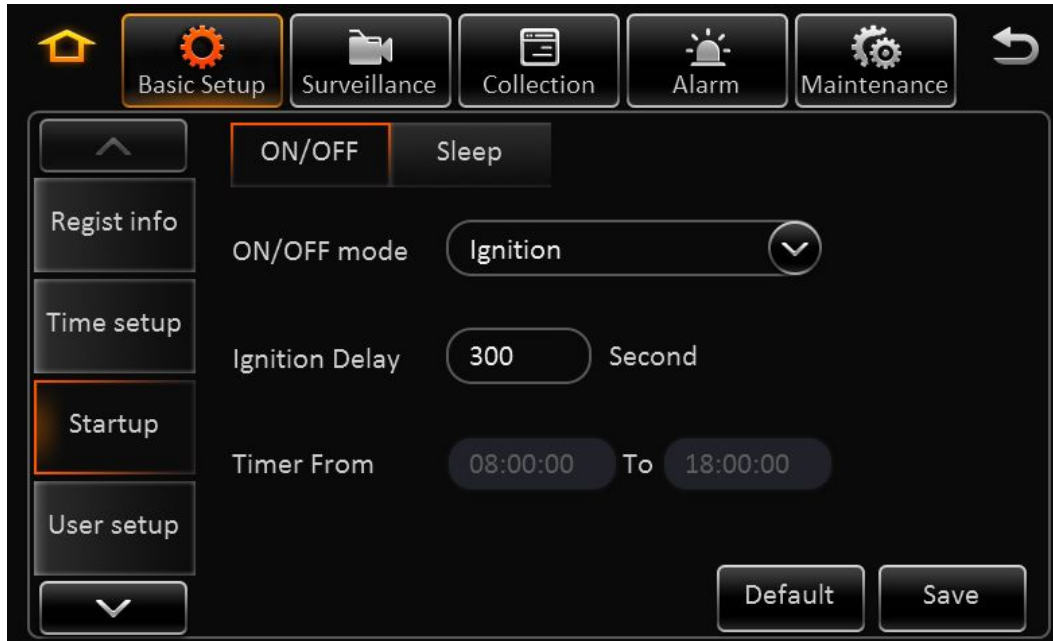 Basic Setup
Surveillance
Collection
Alarm
Maintenance
ON/OFF
Sleep
Regist info
Time setup
Startup
User setup
ON/OFF mode
Ignition
Ignition Delay
300
Second
Timer From
08:00:00
To
18:00:00
Default
Save